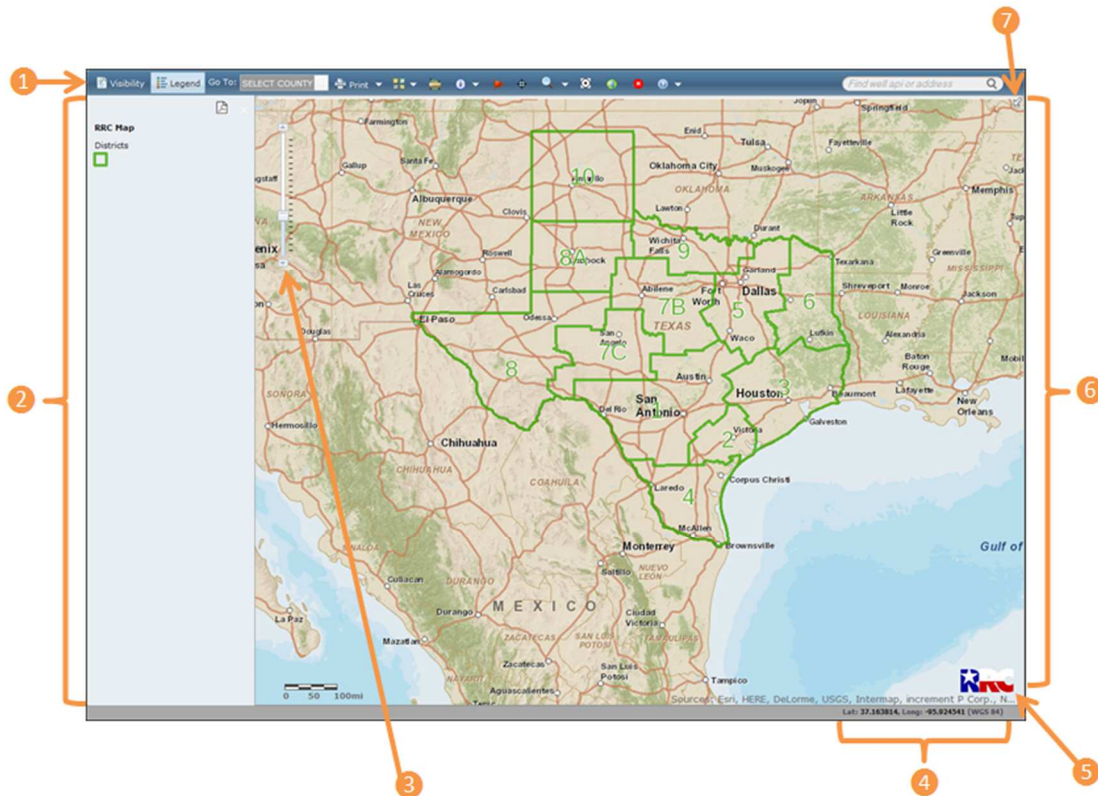 7
1
Visibility Legend Go To: SELECT COUNTY Print Find well api or address
2
RRC Map
Districts
Farmington
Enid
Tulsa
Joplin
Springfield
Fayetteville
Gallup
Santa Fe
Albuquerque
NEW MEXICO
Clovis
10
Oklahoma City
Muskogee
OKLAHOMA
Lawton
ARKANSAS
Little Rock
Memphis
Roswell
Alamogordo
Las Cruces
Carlsbad
8A
Wichita Falls
9
Durant
Texarkana
Greenville
MISSISSIPPI
Abilene
7B
Fort Worth
Garland
Dallas
5
6
Shreveport
Monroe
Jackson
LOUISIANA
El Paso
Douglas
Odessa
TEXAS
San Angelo
7C
Waco
Lufkin
Alexandria
8
Austin
Houston
3
Beaumont
Baton Rouge
Lafayette
New Orleans
SONORA
Hermosillo
Chihuahua
CHIHUAHUA
Del Rio
San Antonio
1
2
Victoria
Galveston
6
COAHUILA
Laredo
4
Corpus Christi
McAllen
Brownsville
Monterrey
Saltillo
NUEVO LEON
Gulf of
SINALOA
Culiacan
DURANGO
Durango
MEXICO
Ciudad Victoria
TAMAULIPAS
La Paz
Mazatlan
ZACATECAS
Zacatecas
SAN LUIS POTOSI
San Luis Potosi
NAYARIT
Aguascalientes
Tampico
0 50 100mi
RRC
Sources: Esri, HERE, DeLorme, USGS, Intermap, increment P Corp., N...
Lat: 37.163814, Long: -95.924541 (WGS 84)
3
4
5